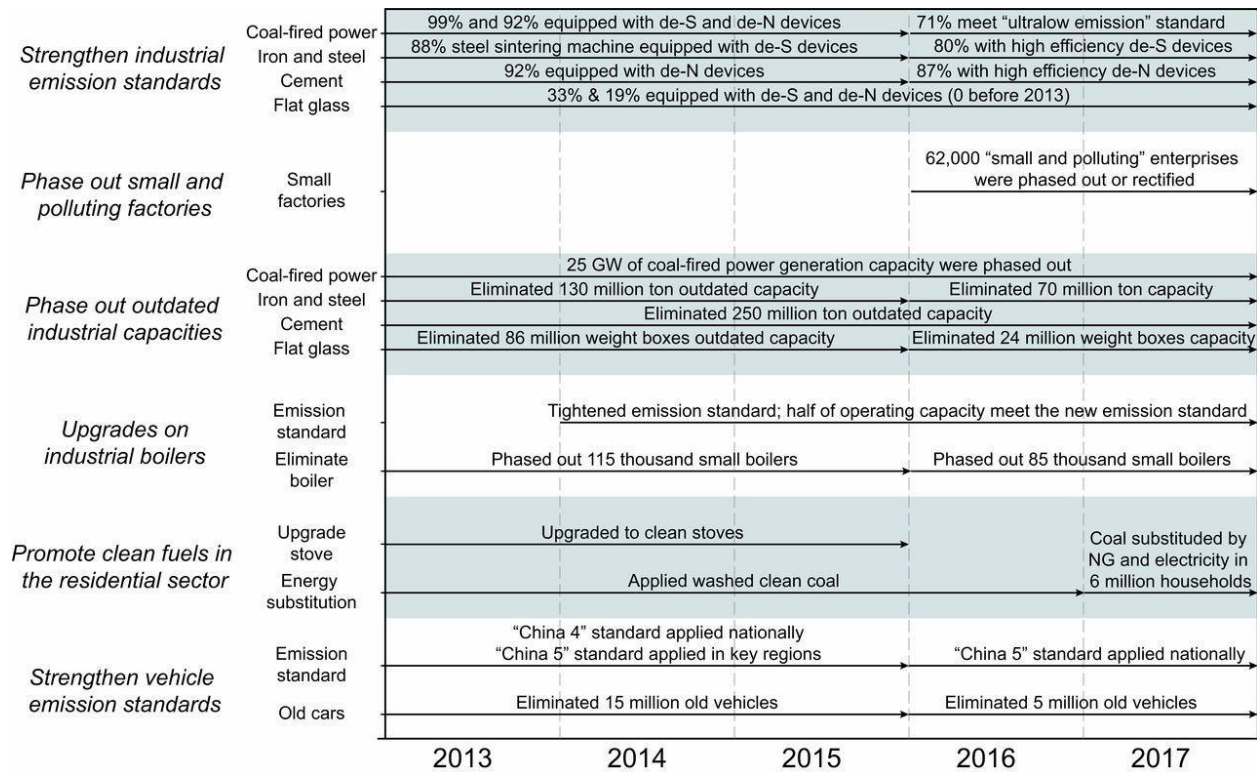 Strengthen industrial
emission standards
Coal-fired power
99% and 92% equipped with de-S and de-N devices
71% meet “ultralow emission” standard
Iron and steel
88% steel sintering machine equipped with de-S devices
80% with high efficiency de-S devices
Cement
92% equipped with de-N devices
87% with high efficiency de-N devices
Flat glass
33% & 19% equipped with de-S and de-N devices (0 before 2013)
Phase out small and
polluting factories
Small
factories
62,000 “small and polluting” enterprises
were phased out or rectified
Phase out outdated
industrial capacities
Coal-fired power
25 GW of coal-fired power generation capacity were phased out
Iron and steel
Eliminated 130 million ton outdated capacity
Eliminated 70 million ton capacity
Cement
Eliminated 250 million ton outdated capacity
Flat glass
Eliminated 86 million weight boxes outdated capacity
Eliminated 24 million weight boxes capacity
Upgrades on
industrial boilers
Emission
standard
Tightened emission standard; half of operating capacity meet the new emission standard
Eliminate
boiler
Phased out 115 thousand small boilers
Phased out 85 thousand small boilers
Promote clean fuels in
the residential sector
Upgrade
stove
Upgraded to clean stoves
Energy
substitution
Applied washed clean coal
Coal substituded by
NG and electricity in
6 million households
Strengthen vehicle
emission standards
Emission
standard
“China 4” standard applied nationally
“China 5” standard applied in key regions
“China 5” standard applied nationally
Old cars
Eliminated 15 million old vehicles
Eliminated 5 million old vehicles
2013
2014
2015
2016
2017